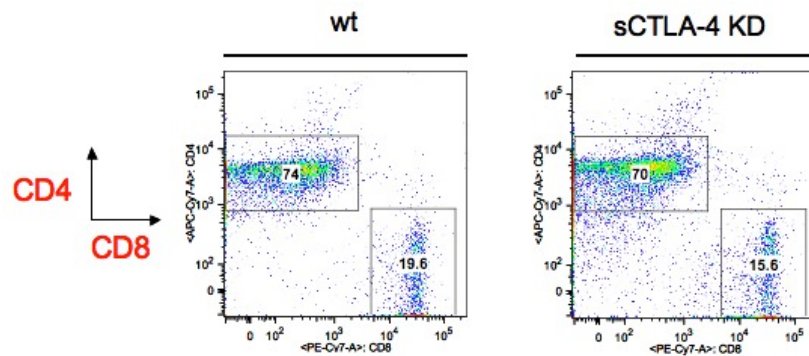 wt
sCTLA-4 KD
CD4
CD8
<APC-Cy7-A>: CD4
10⁵
10⁴
10³
10²
0
74
19.6
0 10² 10³ 10⁴ 10⁵
<PE-Cy7-A>: CD8
<APC-Cy7-A>: CD4
10⁵
10⁴
10³
10²
0
70
15.6
0 10² 10³ 10⁴ 10⁵
<PE-Cy7-A>: CD8